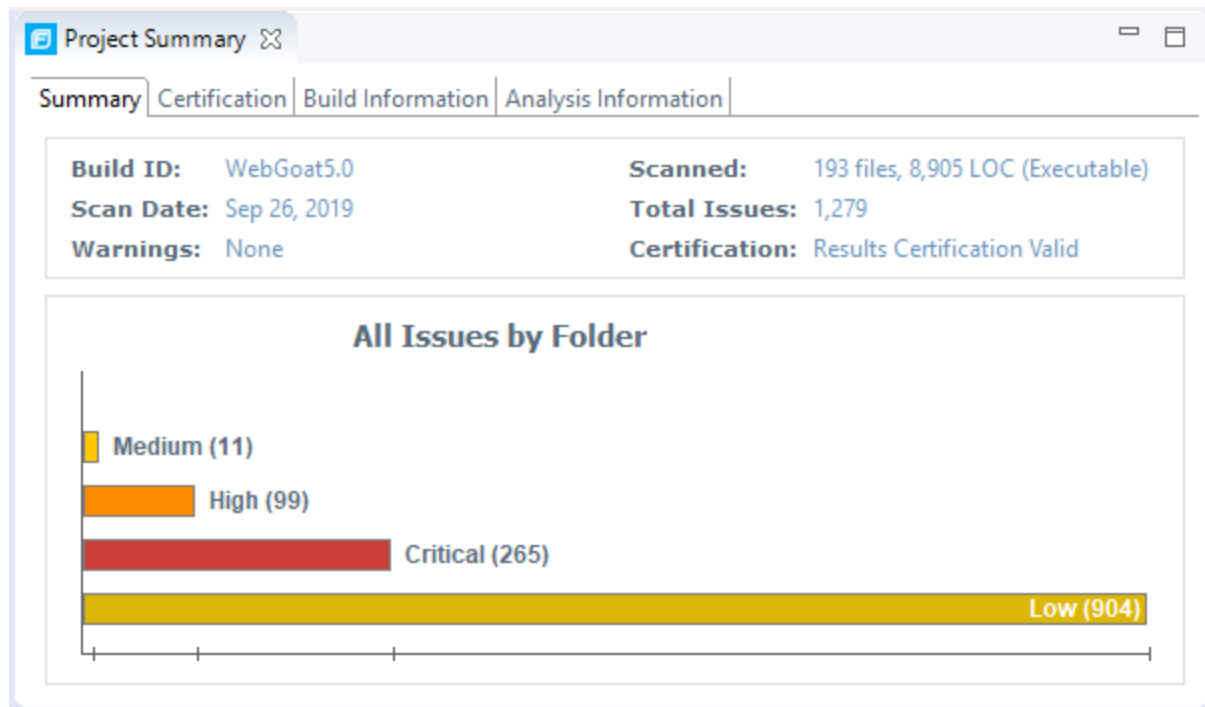 Project Summary
Summary Certification Build Information Analysis Information
Build ID: WebGoat5.0 Scanned: 193 files, 8,905 LOC (Executable)
Scan Date: Sep 26, 2019 Total Issues: 1,279
Warnings: None Certification: Results Certification Valid
All Issues by Folder
Medium (11)
High (99)
Critical (265)
Low (904)